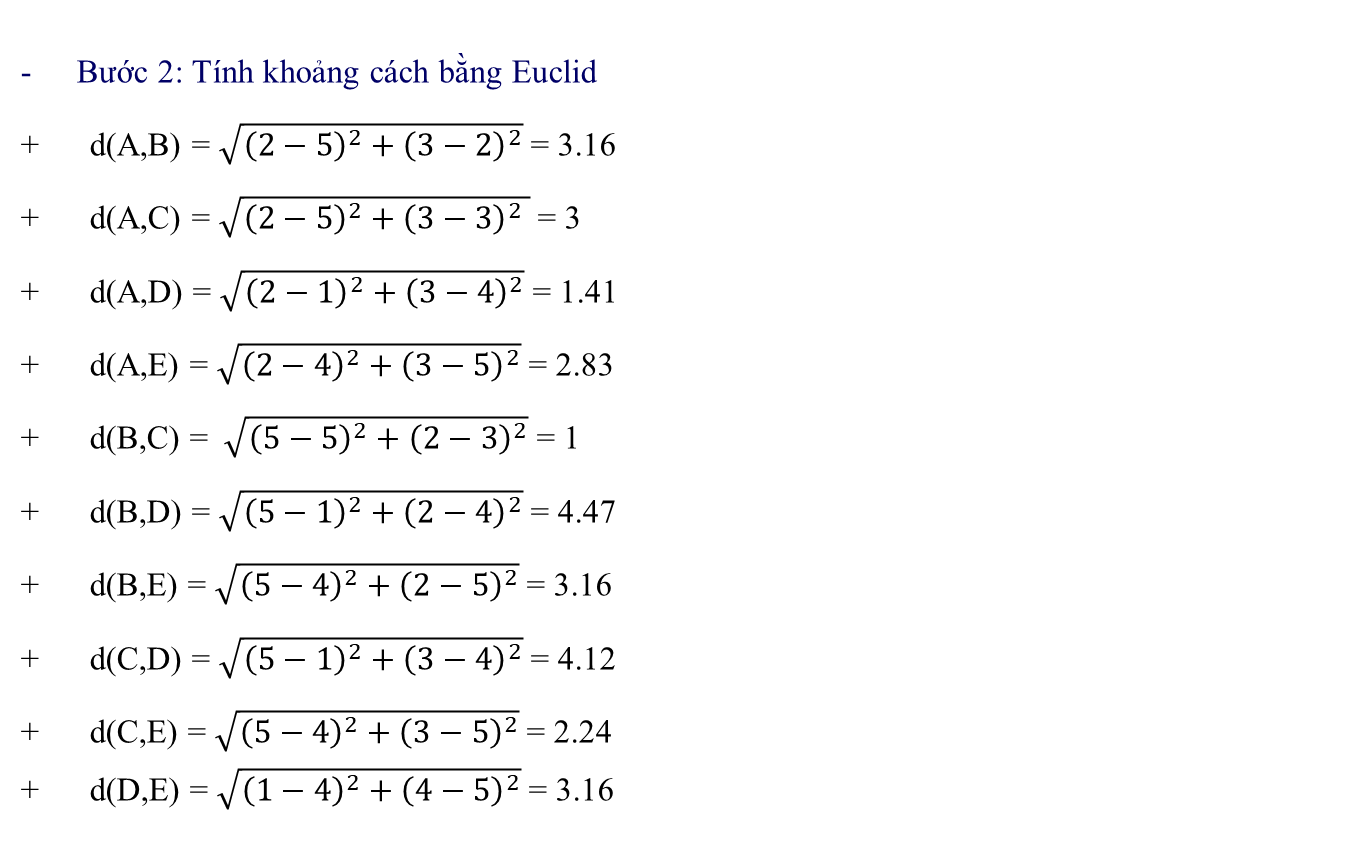 - Bước 2: Tính khoảng cách bằng Euclid
+ d(A,B) = √(2 − 5)² + (3 − 2)² = 3.16
+ d(A,C) = √(2 − 5)² + (3 − 3)² = 3
+ d(A,D) = √(2 − 1)² + (3 − 4)² = 1.41
+ d(A,E) = √(2 − 4)² + (3 − 5)² = 2.83
+ d(B,C) = √(5 − 5)² + (2 − 3)² = 1
+ d(B,D) = √(5 − 1)² + (2 − 4)² = 4.47
+ d(B,E) = √(5 − 4)² + (2 − 5)² = 3.16
+ d(C,D) = √(5 − 1)² + (3 − 4)² = 4.12
+ d(C,E) = √(5 − 4)² + (3 − 5)² = 2.24
+ d(D,E) = √(1 − 4)² + (4 − 5)² = 3.16